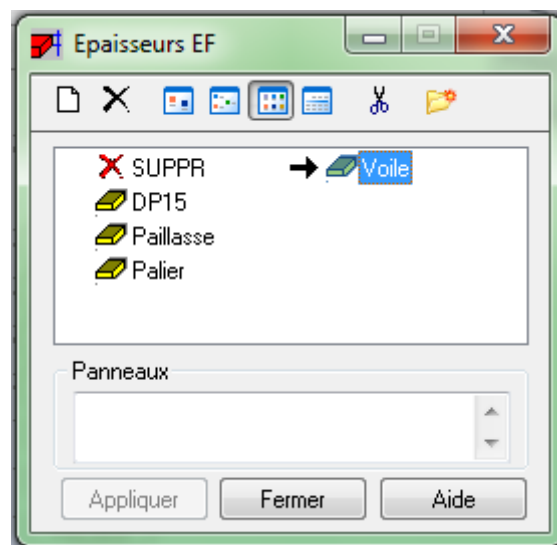 Epaisseurs EF
SUPPR Voile
DP15
Paillasse
Palier
Panneaux
Appliquer Fermer Aide